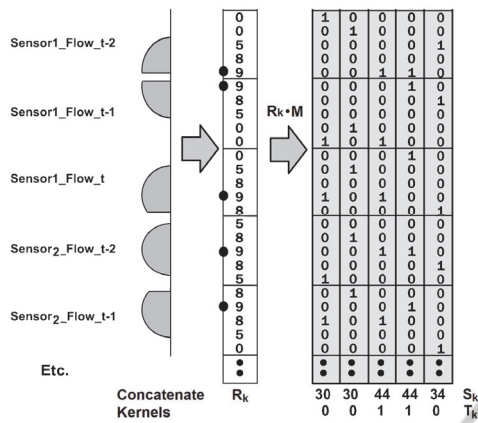 0 1 0 0 0 0
0 0 1 0 0 0
Sensor1_Flow_t-2
5 0 0 0 0 1
8 0 0 0 0 0
9 0 0 1 1 0
9 0 0 0 1 0
Sensor1_Flow_t-1
8 0 0 0 0 1
Rk•M
5 0 0 0 0 0
0 0 1 0 0 0
0 1 0 1 0 0
0 0 0 0 1 0
Sensor1_Flow_t
5 0 1 0 0 0
8 0 0 0 0 0
9 1 0 1 0 0
8 0 0 0 0 1
5 0 0 0 0 0
Sensor2_Flow_t-2
8 0 1 0 0 0
9 0 0 1 1 0
8 0 0 0 0 1
5 1 0 0 0 0
8 0 1 0 0 0
Sensor2_Flow_t-1
9 0 0 0 1 0
8 1 0 1 0 0
5 0 0 0 0 0
0 0 0 0 0 1
Etc.
Concatenate Kernels
Rk
30 30 44 44 34 Sk
0 0 1 1 0 Tk